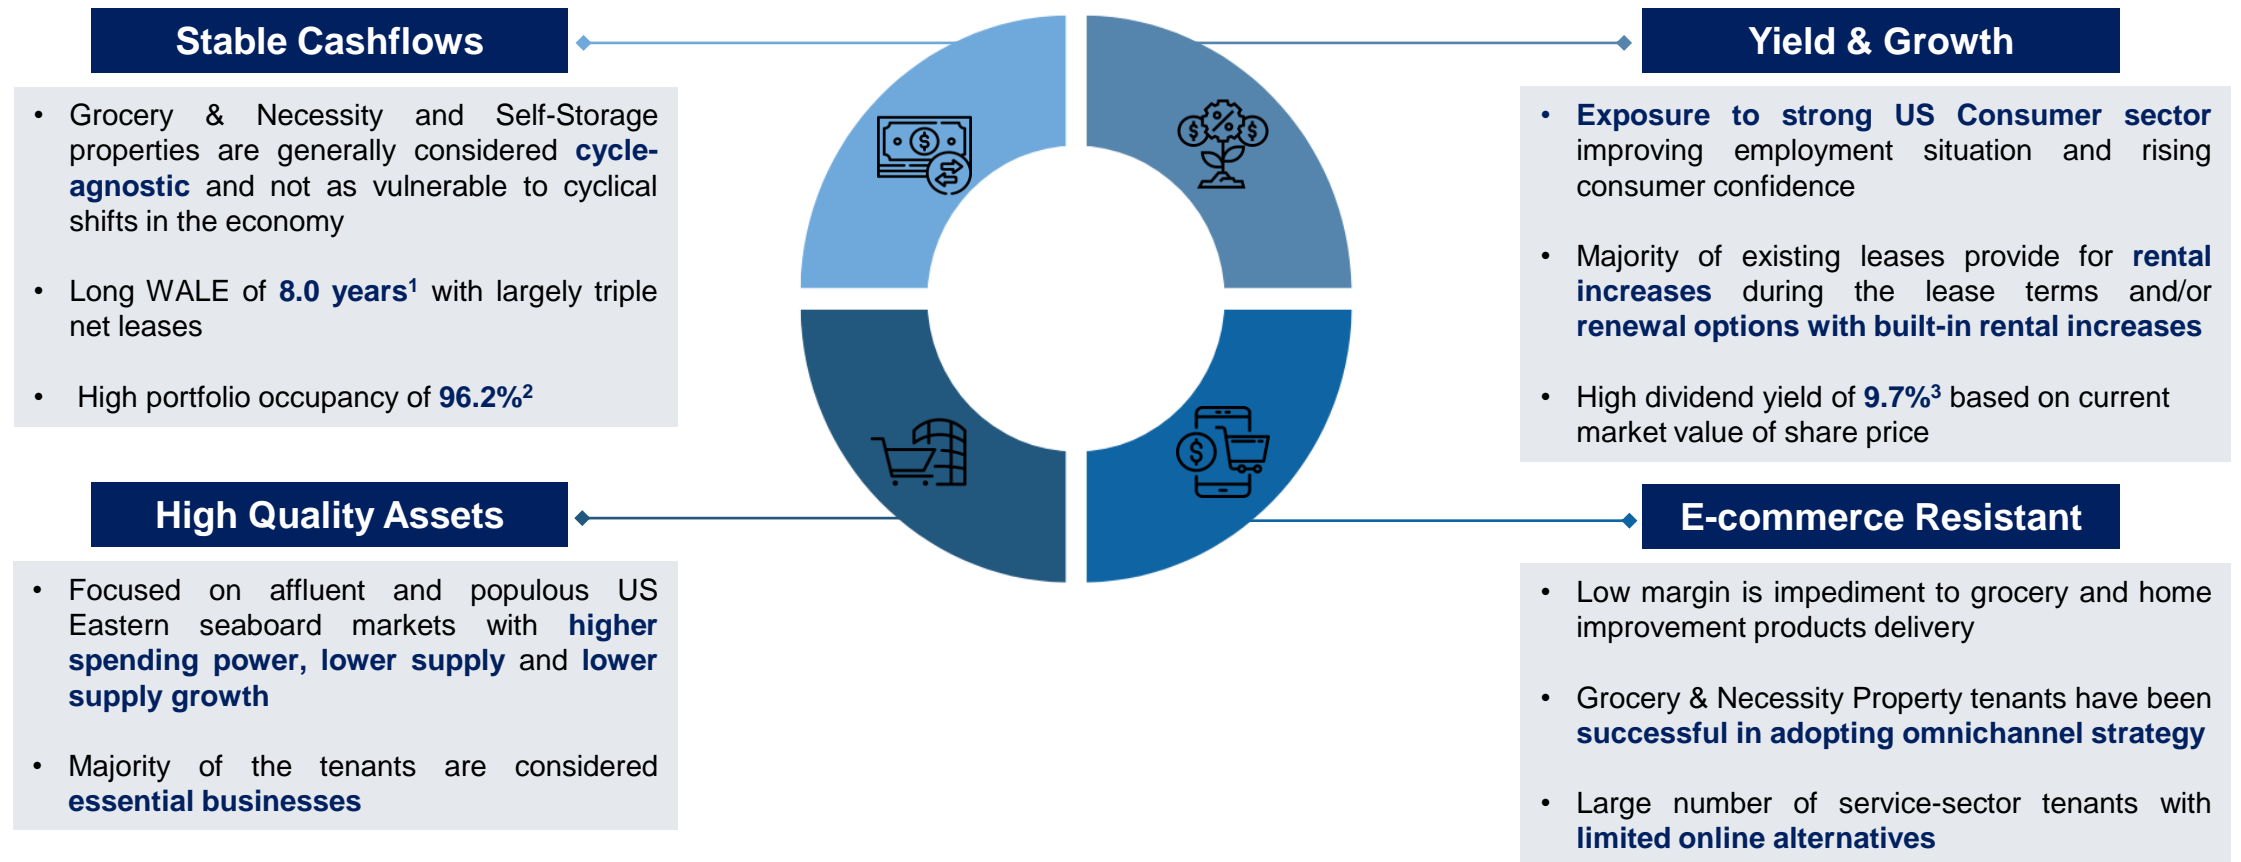 Stable Cashflows
• Grocery & Necessity and Self-Storage
properties are generally considered cycle-
agnostic and not as vulnerable to cyclical
shifts in the economy
• Long WALE of 8.0 years¹ with largely triple
net leases
• High portfolio occupancy of 96.2%²
Yield & Growth
• Exposure to strong US Consumer sector
improving employment situation and rising
consumer confidence
• Majority of existing leases provide for rental
increases during the lease terms and/or
renewal options with built-in rental increases
• High dividend yield of 9.7%³ based on current
market value of share price
High Quality Assets
• Focused on affluent and populous US
Eastern seaboard markets with higher
spending power, lower supply and lower
supply growth
• Majority of the tenants are considered
essential businesses
E-commerce Resistant
• Low margin is impediment to grocery and home
improvement products delivery
• Grocery & Necessity Property tenants have been
successful in adopting omnichannel strategy
• Large number of service-sector tenants with
limited online alternatives